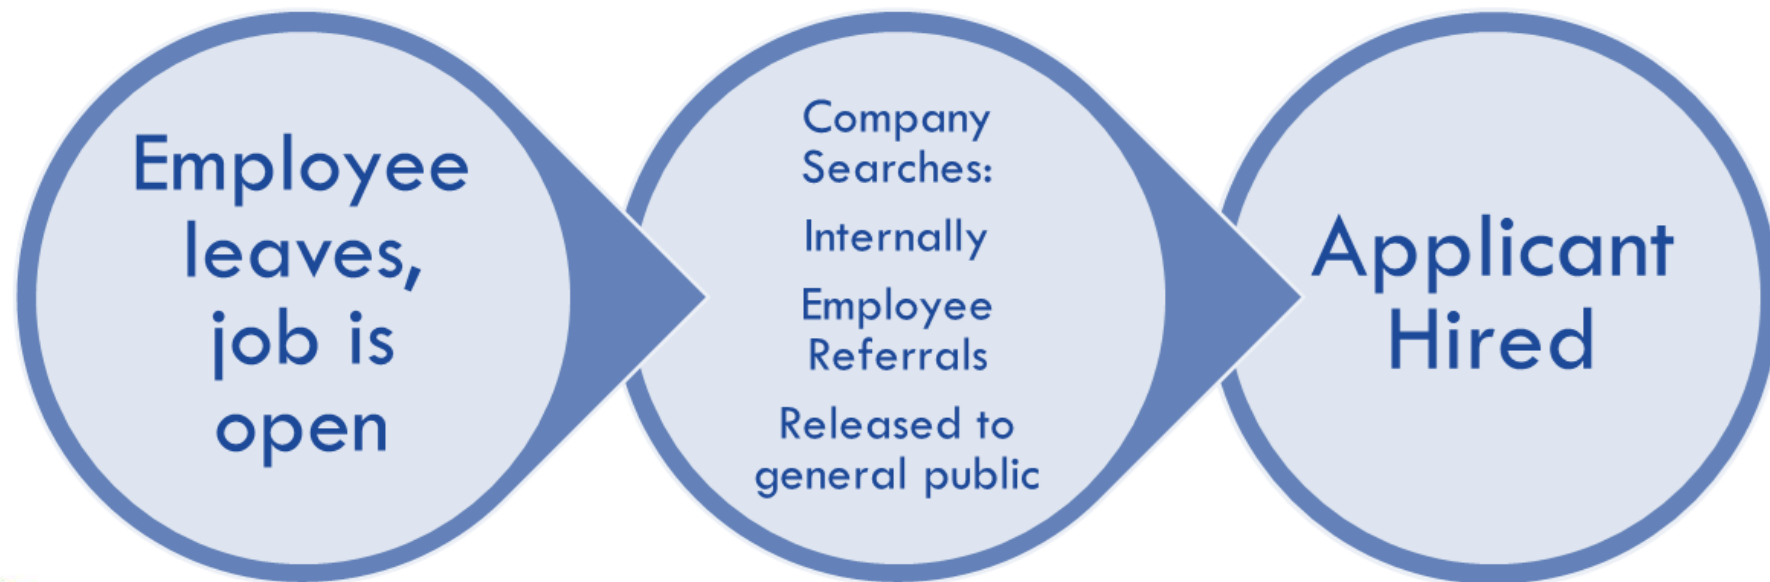 Employee
leaves,
job is
open
Company
Searches:
Internally
Employee
Referrals
Released to
general public
Applicant
Hired